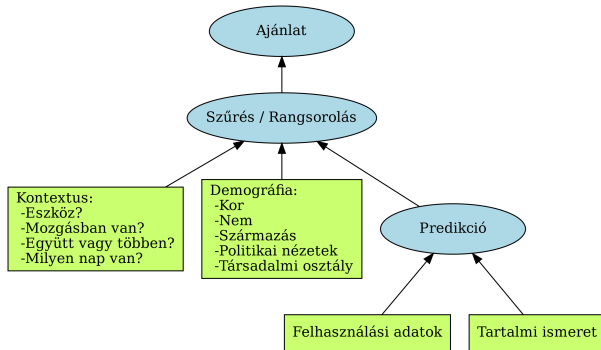 Ajánlat
Szűrés / Rangsorolás
Kontextus:
-Eszköz?
-Mozgásban van?
-Együtt vagy többen?
-Milyen nap van?
Demográfia:
-Kor
-Nem
-Származás
-Politikai nézetek
-Társadalmi osztály
Predikció
Felhasználási adatok
Tartalmi ismeret